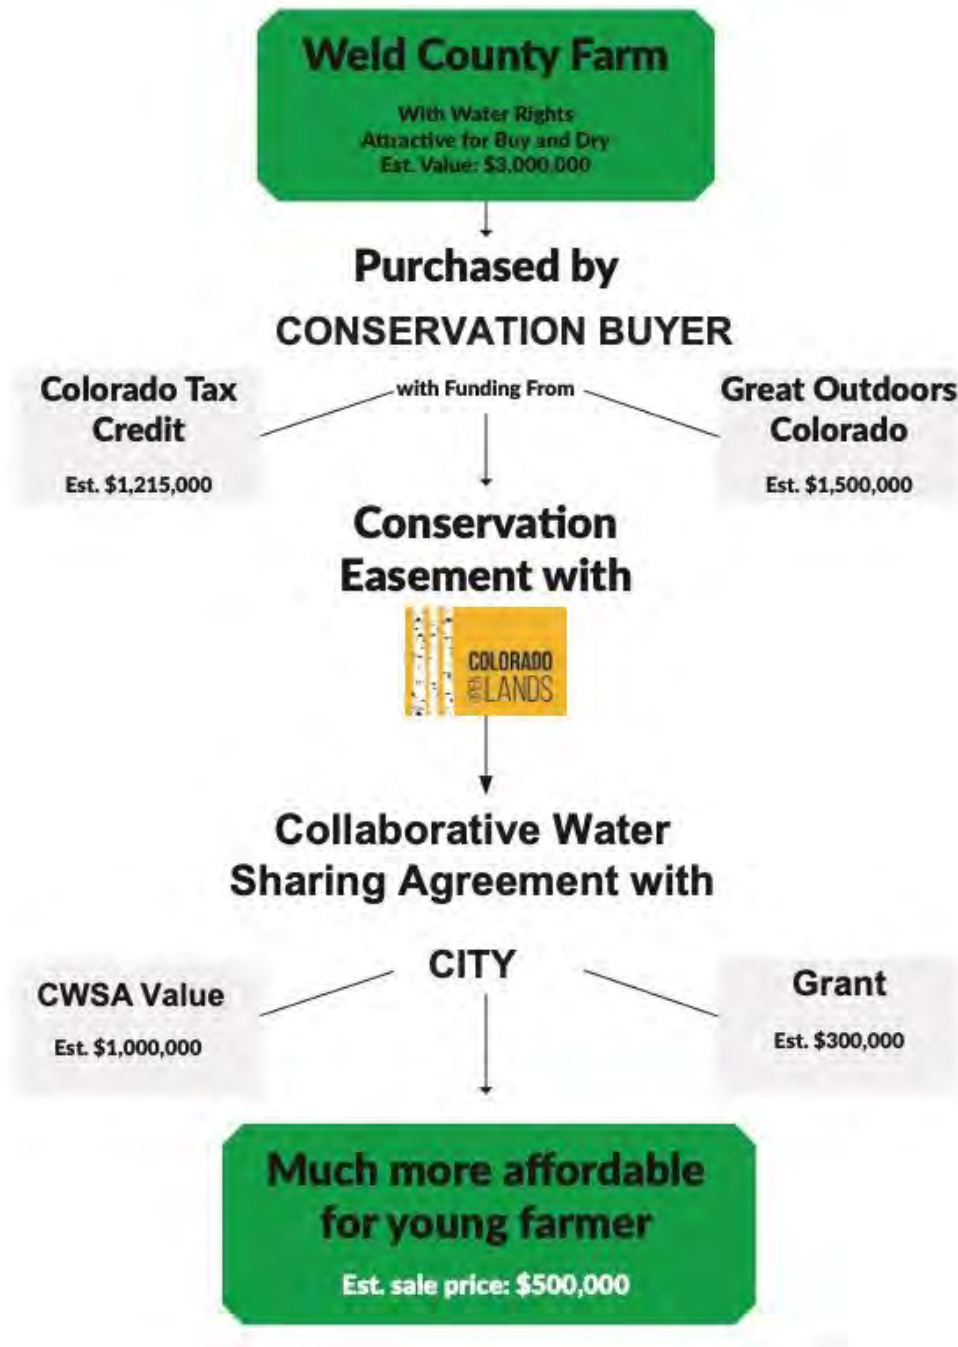 Weld County Farm
With Water Rights
Attractive for Buy and Dry
Est. Value: $3,000,000
Purchased by
CONSERVATION BUYER
with Funding From
Colorado Tax
Credit
Est. $1,215,000
Great Outdoors
Colorado
Est. $1,500,000
Conservation
Easement with
COLORADO
OPEN LANDS
Collaborative Water
Sharing Agreement with
CITY
CWSA Value
Est. $1,000,000
Grant
Est. $300,000
Much more affordable
for young farmer
Est. sale price: $500,000